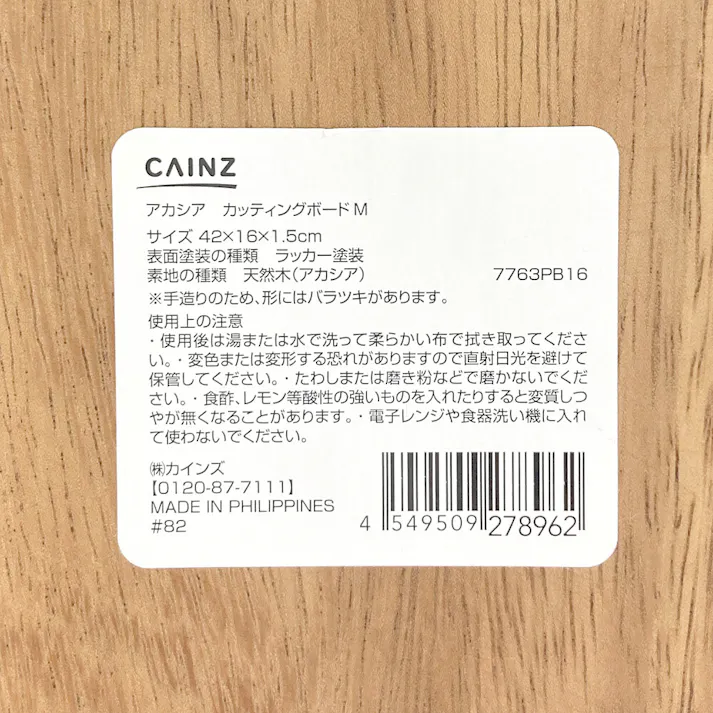 CAINZ
アカシア　カッティングボード M
サイズ 42×16×1.5cm
表面塗装の種類　ラッカー塗装
素地の種類　天然木（アカシア）　7763PB16
※手造りのため、形にはバラツキがあります。
使用上の注意
・使用後は湯または水で洗って柔らかい布で拭き取ってくださ
い。・変色または変形する恐れがありますので直射日光を避けて
保管してください。・たわしまたは磨き粉などで磨かないでくだ
さい。・食酢、レモン等酸性の強いものを入れたりすると変質しつ
やが無くなることがあります。・電子レンジや食器洗い機に入れ
て使わないでください。
㈱カインズ
【0120-87-7111】
MADE IN PHILIPPINES
#82
4 549509 278962